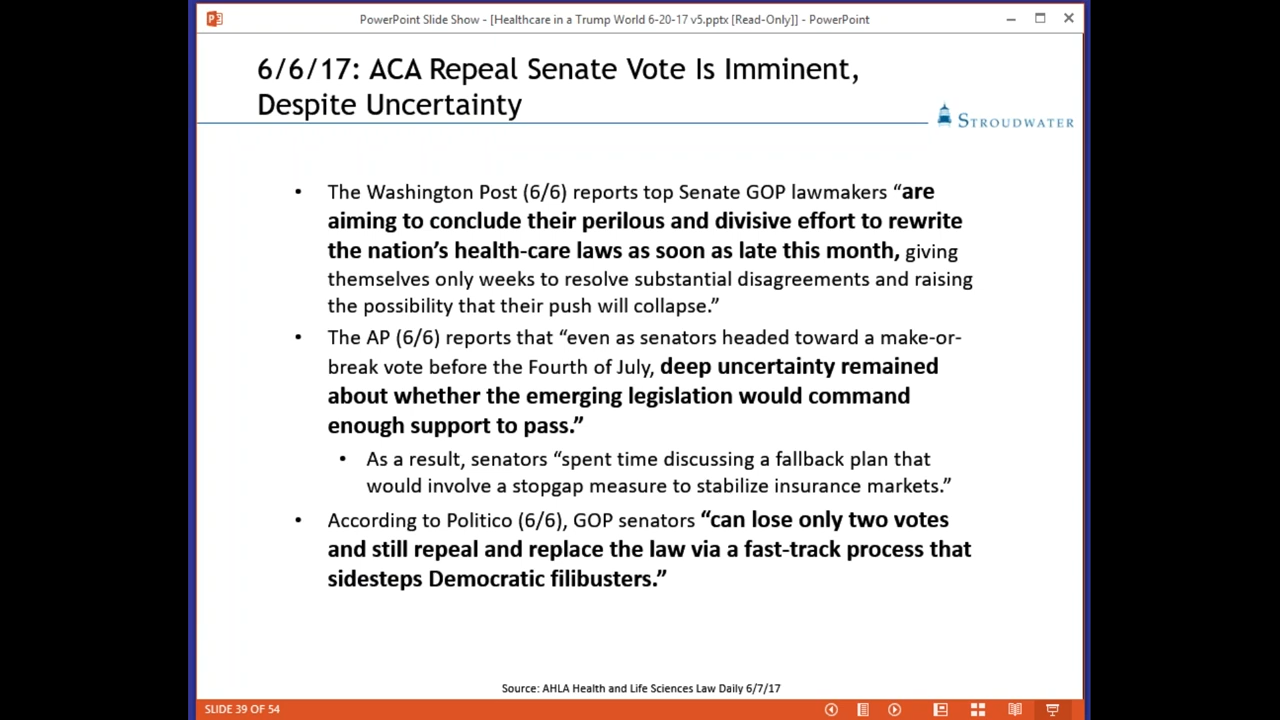 PowerPoint Slide Show - [Healthcare in a Trump World 6-20-17 v5.pptx [Read-Only]] - PowerPoint
6/6/17: ACA Repeal Senate Vote Is Imminent,
Despite Uncertainty
STROUDWATER
• The Washington Post (6/6) reports top Senate GOP lawmakers “are
aiming to conclude their perilous and divisive effort to rewrite
the nation’s health-care laws as soon as late this month, giving
themselves only weeks to resolve substantial disagreements and raising
the possibility that their push will collapse.”
• The AP (6/6) reports that “even as senators headed toward a make-or-
break vote before the Fourth of July, deep uncertainty remained
about whether the emerging legislation would command
enough support to pass.”
• As a result, senators “spent time discussing a fallback plan that
would involve a stopgap measure to stabilize insurance markets.”
• According to Politico (6/6), GOP senators “can lose only two votes
and still repeal and replace the law via a fast-track process that
sidesteps Democratic filibusters.”
Source: AHLA Health and Life Sciences Law Daily 6/7/17
SLIDE 39 OF 54